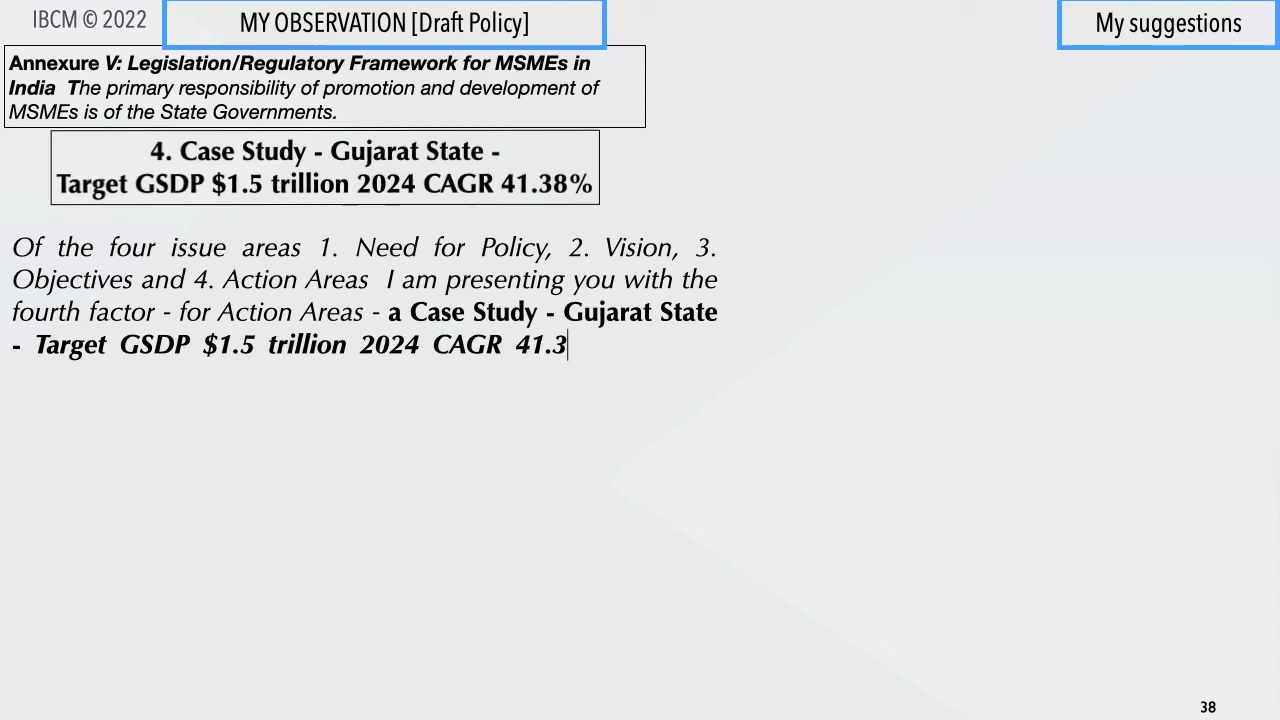 IBCM © 2022
MY OBSERVATION [Draft Policy]
My suggestions
Annexure V: Legislation/Regulatory Framework for MSMEs in
India The primary responsibility of promotion and development of
MSMEs is of the State Governments.
4. Case Study - Gujarat State -
Target GSDP $1.5 trillion 2024 CAGR 41.38%
Of the four issue areas 1. Need for Policy, 2. Vision, 3.
Objectives and 4. Action Areas I am presenting you with the
fourth factor - for Action Areas - a Case Study - Gujarat State
- Target GSDP $1.5 trillion 2024 CAGR 41.3
38